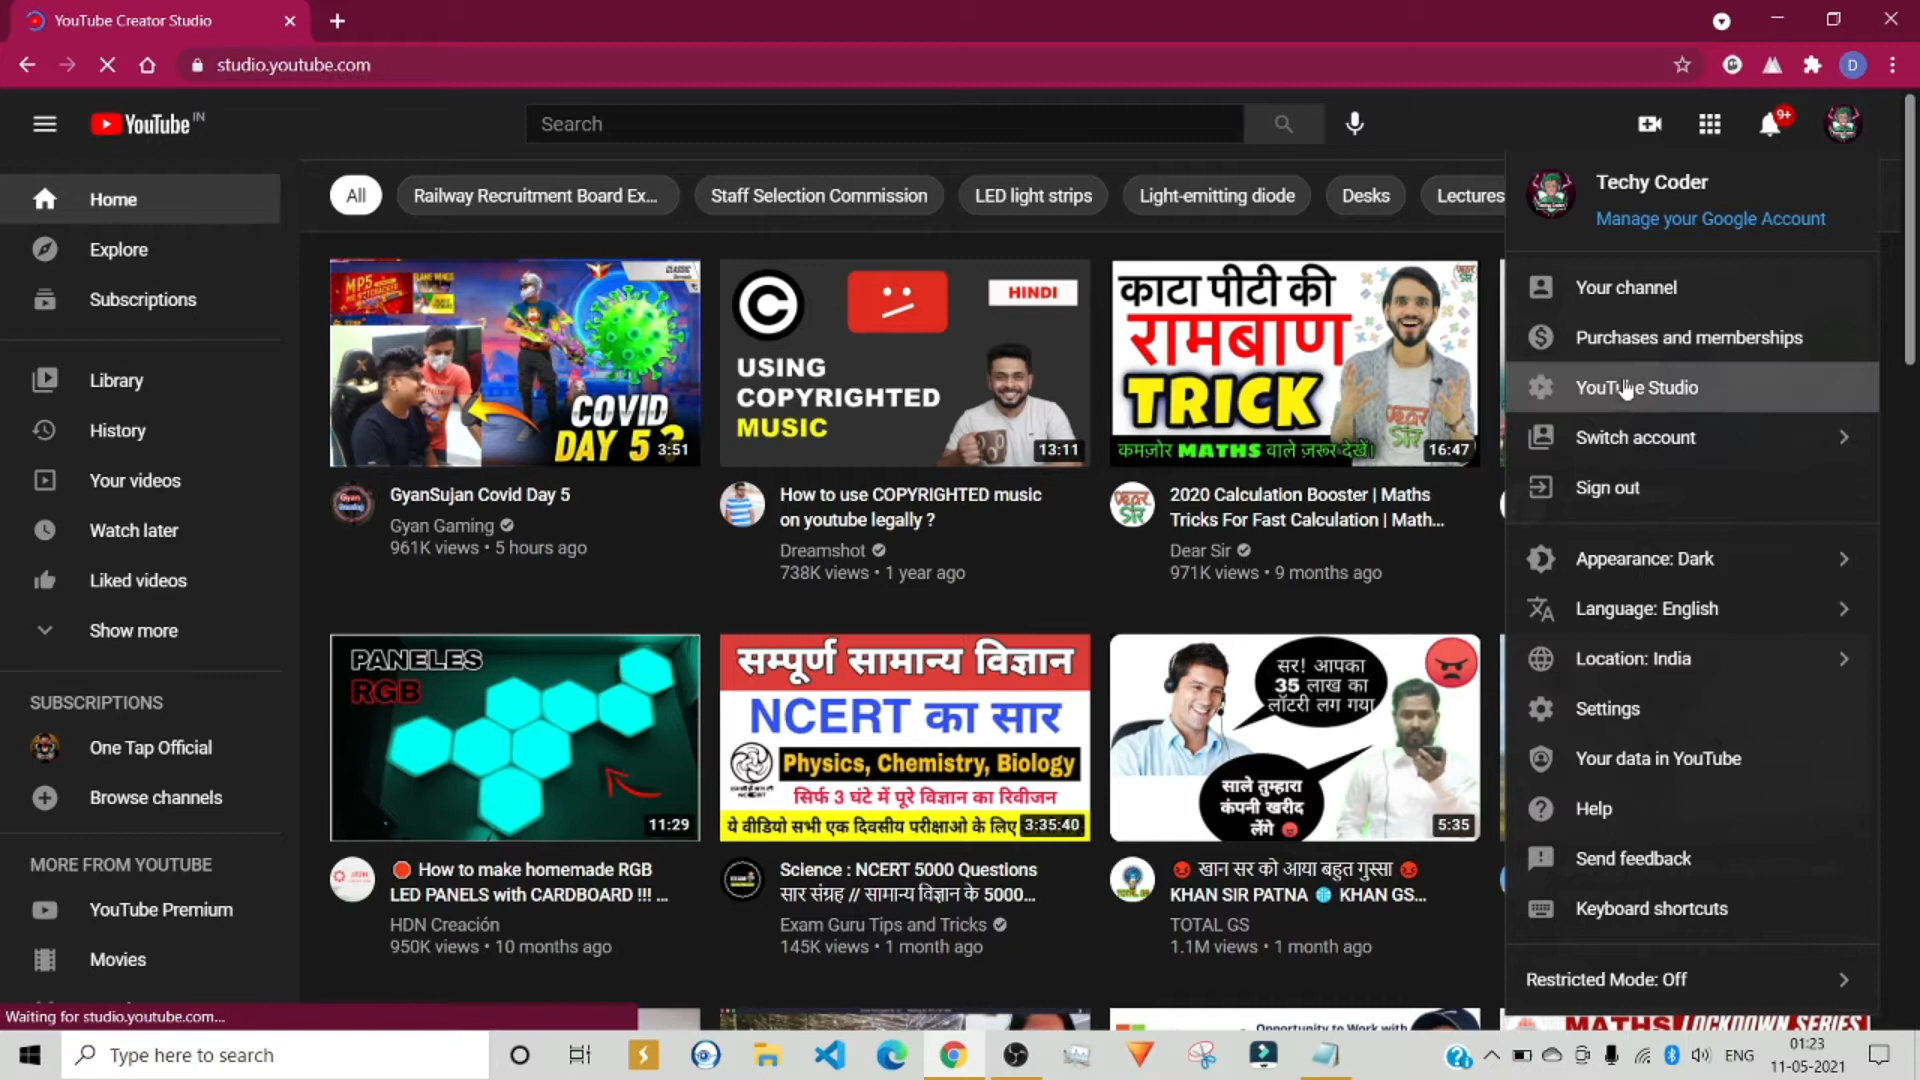 YouTube Creator Studio
studio.youtube.com
YouTube IN
Search
9+
Home
Explore
Subscriptions
Library
History
Your videos
Watch later
Liked videos
Show more
SUBSCRIPTIONS
One Tap Official
Browse channels
MORE FROM YOUTUBE
YouTube Premium
Movies
All
Railway Recruitment Board Ex...
Staff Selection Commission
LED light strips
Light-emitting diode
Desks
Lectures
CLASSIC
MP5
COVID
DAY 5
3:51
GyanSujan Covid Day 5
Gyan Gaming
961K views • 5 hours ago
HINDI
USING
COPYRIGHTED
MUSIC
13:11
How to use COPYRIGHTED music
on youtube legally ?
Dreamshot
738K views • 1 year ago
काटा पीटी की
रामबाण
TRICK
कमज़ोर MATHS वाले ज़रूर देखें।
16:47
2020 Calculation Booster | Maths
Tricks For Fast Calculation | Math...
Dear Sir
971K views • 9 months ago
PANELES
RGB
11:29
How to make homemade RGB
LED PANELS with CARDBOARD !!! ...
HDN Creación
950K views • 10 months ago
सम्पूर्ण सामान्य विज्ञान
NCERT का सार
Physics, Chemistry, Biology
सिर्फ 3 घंटे में पूरे विज्ञान का रिवीजन
ये वीडियो सभी एक दिवसीय परीक्षाओ के लिए
3:35:40
Science : NCERT 5000 Questions
सार संग्रह // सामान्य विज्ञान के 5000...
Exam Guru Tips and Tricks
145K views • 1 month ago
सर! आपका
35 लाख का
लॉटरी लग गया
साले तुम्हारा
कंपनी खरीद
लेंगे
5:35
खान सर को आया बहुत गुस्सा
KHAN SIR PATNA KHAN GS...
TOTAL GS
1.1M views • 1 month ago
Opportunity to Work with
MATHS LOCKDOWN SERIES
Techy Coder
Manage your Google Account
Your channel
Purchases and memberships
YouTube Studio
Switch account
Sign out
Appearance: Dark
Language: English
Location: India
Settings
Your data in YouTube
Help
Send feedback
Keyboard shortcuts
Restricted Mode: Off
Waiting for studio.youtube.com...
Type here to search
ENG
01:23
11-05-2021